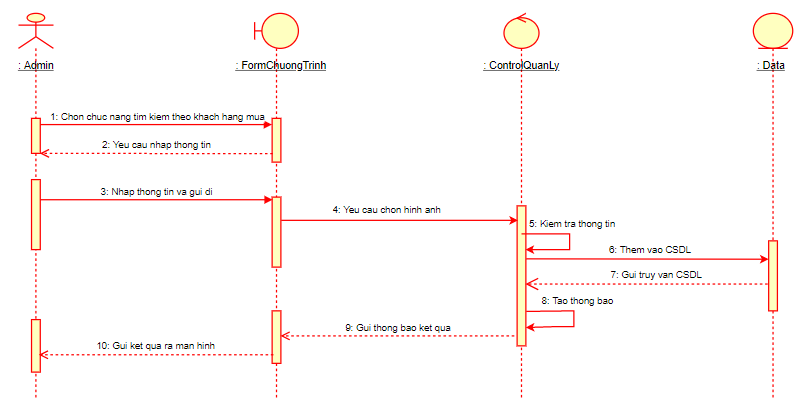 : Admin
: FormChuongTrinh
: ControlQuanLy
: Data
1: Chon chuc nang tim kiem theo khach hang mua
2: Yeu cau nhap thong tin
3: Nhap thong tin va gui di
4: Yeu cau chon hinh anh
5: Kiem tra thong tin
6: Them vao CSDL
7: Gui truy van CSDL
8: Tao thong bao
9: Gui thong bao ket qua
10: Gui ket qua ra man hinh